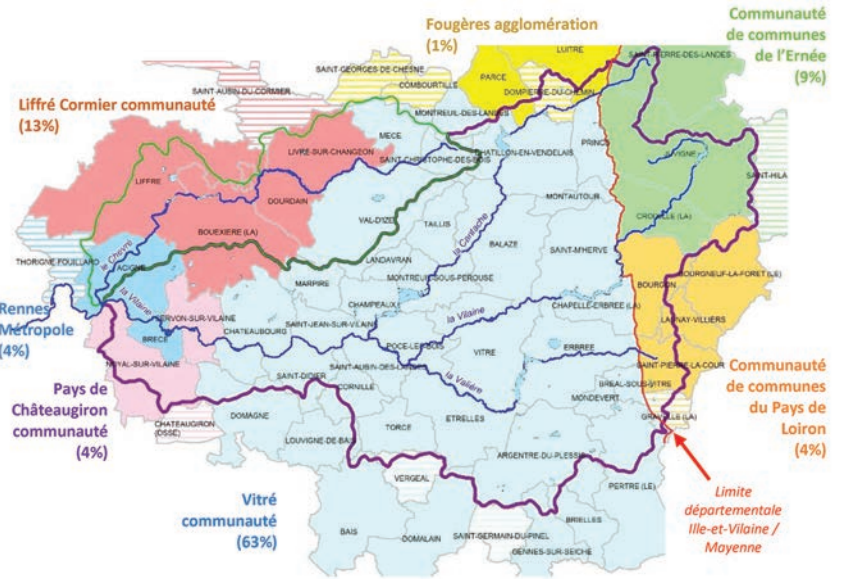 Fougères agglomération
(1%)
Communauté
de communes
de l'Ernée
(9%)
Liffré Cormier communauté
(13%)
Rennes
Métropole
(4%)
Pays de
Châteaugiron
communauté
(4%)
Vitré
communauté
(63%)
Communauté
de communes
du Pays de
Loiron
(4%)
Limite
départementale
Ille-et-Vilaine /
Mayenne
LUITRE
SAINT-PIERRE-DES-LANDES
SAINT-GEORGES-DE-CHESNE
PARCE
COMBOURTILLE
SAINT-AUBIN-DU-CORMIER
DOMPIERRE-DU-CHEMIN
MONTREUIL-DES-LANDES
MECE
PRINCE
LIVRE-SUR-CHANGEON
CHATILLON-EN-VENDELAIS
SAINT-CHRISTOPHE-DES-BOIS
JUVIGNE
SAINT-HILA
LIFFRE
DOURDAIN
MONTAUTOUR
VAL-D'IZE
TAILLIS
CROIXILLE (LA)
la Cantache
BOUEXIERE (LA)
BALAZE
SAINT-M'HERVE
THORIGNE-FOUILLARD
le Chevré
ACIGNE
LANDAVRAN
MONTREUIL-SOUS-PEROUSE
BOURGNEUF-LA-FORET (LE)
MARPIRE
BOURGON
la Vilaine
CHAMPEAUX
CHAPELLE-ERBREE (LA)
la Vilaine
SERVON-SUR-VILAINE
LAUNAY-VILLIERS
CHATEAUBOURG
SAINT-JEAN-SUR-VILAINE
BRECE
POCE-LES-BOIS
VITRE
ERBREE
NOYAL-SUR-VILAINE
SAINT-AUBIN-DES-LANDES
SAINT-PIERRE-LA-COUR
SAINT-DIDIER
la Valière
CORNILLE
BREAL-SOUS-VITRE
MONDEVERT
DOMAGNE
ETRELLES
GRAVELLE (LA)
CHATEAUGIRON
(OSSE)
TORCE
LOUVIGNE-DE-BAIS
ARGENTRE-DU-PLESSIS
VERGEAL
PERTRE (LE)
BRIELLES
BAIS
DOMALAIN
SAINT-GERMAIN-DU-PINEL
GENNES-SUR-SEICHE